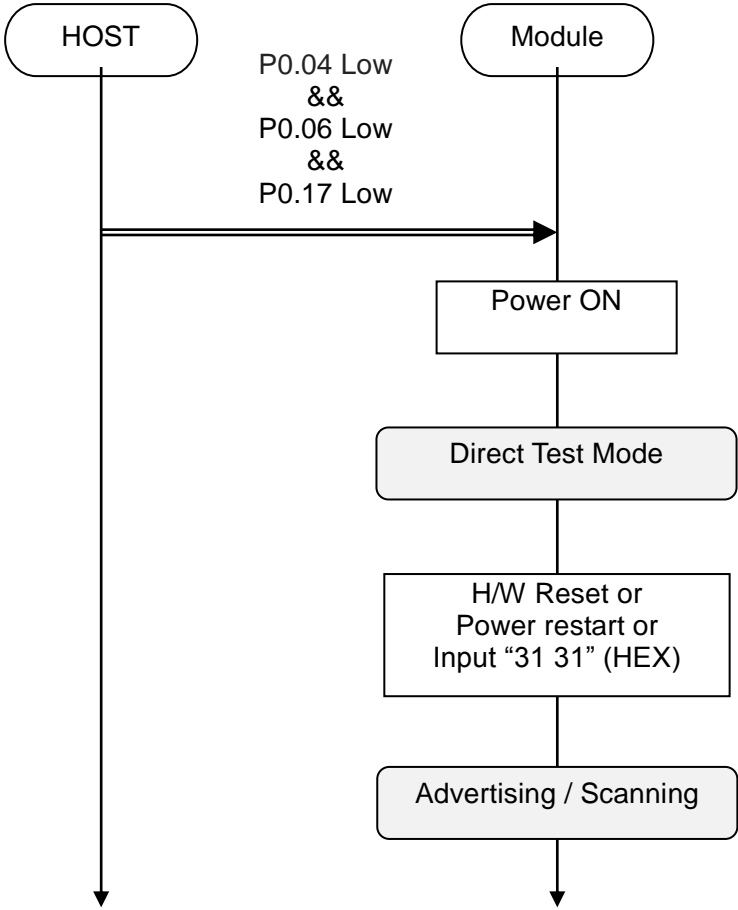 HOST
Module
P0.04 Low
&&
P0.06 Low
&&
P0.17 Low
Power ON
Direct Test Mode
H/W Reset or
Power restart or
Input “31 31” (HEX)
Advertising / Scanning